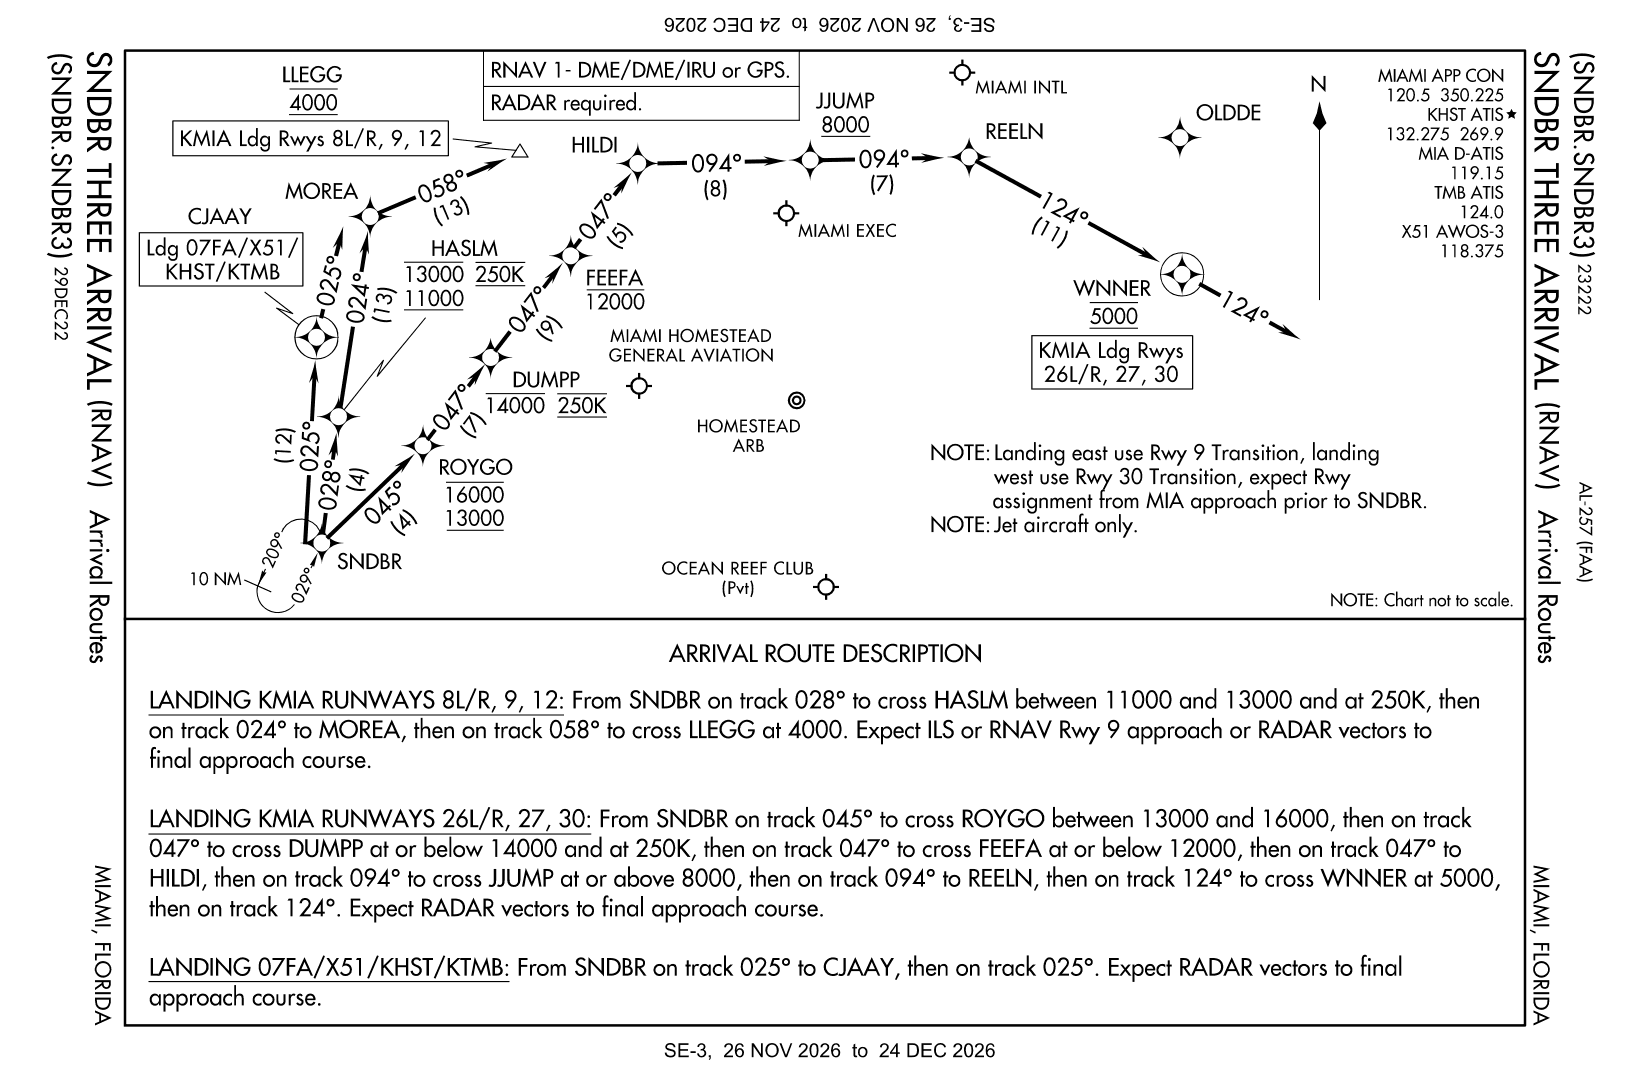 SE-3, 26 NOV 2026 to 24 DEC 2026
(SNDBR.SNDBR3) 29DEC22
SNDBR THREE ARRIVAL (RNAV) Arrival Routes
MIAMI, FLORIDA
LLEGG
4000
KMIA Ldg Rwys 8L/R, 9, 12
RNAV 1- DME/DME/IRU or GPS.
RADAR required.
MIAMI INTL
JJUMP
8000
HILDI
REELN
OLDDE
N
MIAMI APP CON
120.5 350.225
KHST ATIS
132.275 269.9
MIA D-ATIS
119.15
TMB ATIS
124.0
X51 AWOS-3
118.375
MOREA
058°
(13)
094°
(8)
094°
(7)
CJAAY
Ldg 07FA/X51/
KHST/KTMB
HASLM
13000 250K
11000
025°
024°
(13)
047°
(5)
MIAMI EXEC
124°
(11)
FEEFA
12000
WNNER
5000
124°
KMIA Ldg Rwys
26L/R, 27, 30
047°
(9)
MIAMI HOMESTEAD
GENERAL AVIATION
DUMPP
14000 250K
047°
(7)
HOMESTEAD
ARB
(12)
025°
028°
(4)
ROYGO
16000
13000
045°
(4)
SNDBR
209°
029°
10 NM
OCEAN REEF CLUB
(Pvt)
NOTE: Landing east use Rwy 9 Transition, landing
west use Rwy 30 Transition, expect Rwy
assignment from MIA approach prior to SNDBR.
NOTE: Jet aircraft only.
NOTE: Chart not to scale.
ARRIVAL ROUTE DESCRIPTION
LANDING KMIA RUNWAYS 8L/R, 9, 12: From SNDBR on track 028° to cross HASLM between 11000 and 13000 and at 250K, then
on track 024° to MOREA, then on track 058° to cross LLEGG at 4000. Expect ILS or RNAV Rwy 9 approach or RADAR vectors to
final approach course.
LANDING KMIA RUNWAYS 26L/R, 27, 30: From SNDBR on track 045° to cross ROYGO between 13000 and 16000, then on track
047° to cross DUMPP at or below 14000 and at 250K, then on track 047° to cross FEEFA at or below 12000, then on track 047° to
HILDI, then on track 094° to cross JJUMP at or above 8000, then on track 094° to REELN, then on track 124° to cross WNNER at 5000,
then on track 124°. Expect RADAR vectors to final approach course.
LANDING 07FA/X51/KHST/KTMB: From SNDBR on track 025° to CJAAY, then on track 025°. Expect RADAR vectors to final
approach course.
(SNDBR.SNDBR3) 23222
SNDBR THREE ARRIVAL (RNAV) Arrival Routes
AL-257 (FAA)
MIAMI, FLORIDA
SE-3, 26 NOV 2026 to 24 DEC 2026